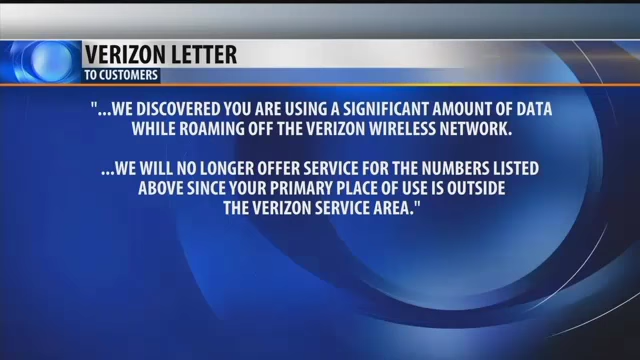 VERIZON LETTER
TO CUSTOMERS
"...WE DISCOVERED YOU ARE USING A SIGNIFICANT AMOUNT OF DATA
WHILE ROAMING OFF THE VERIZON WIRELESS NETWORK.
...WE WILL NO LONGER OFFER SERVICE FOR THE NUMBERS LISTED
ABOVE SINCE YOUR PRIMARY PLACE OF USE IS OUTSIDE
THE VERIZON SERVICE AREA."